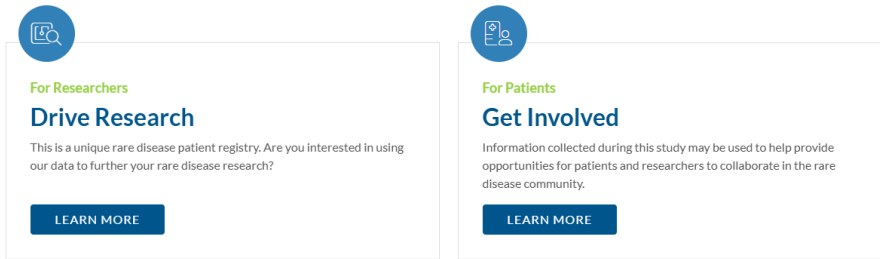 For Researchers
Drive Research
This is a unique rare disease patient registry. Are you interested in using
our data to further your rare disease research?
LEARN MORE
For Patients
Get Involved
Information collected during this study may be used to help provide
opportunities for patients and researchers to collaborate in the rare
disease community.
LEARN MORE